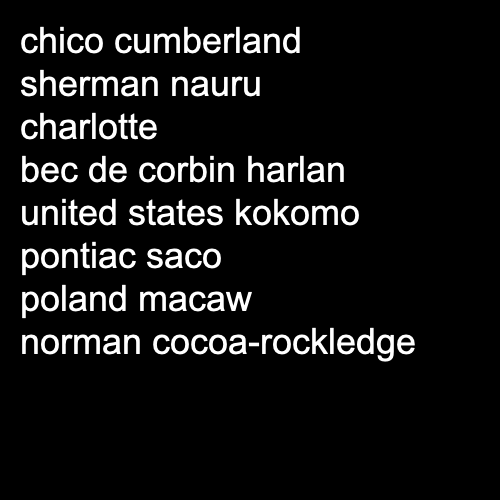 chico cumberland
sherman nauru
charlotte
bec de corbin harlan
united states kokomo
pontiac saco
poland macaw
norman cocoa-rockledge